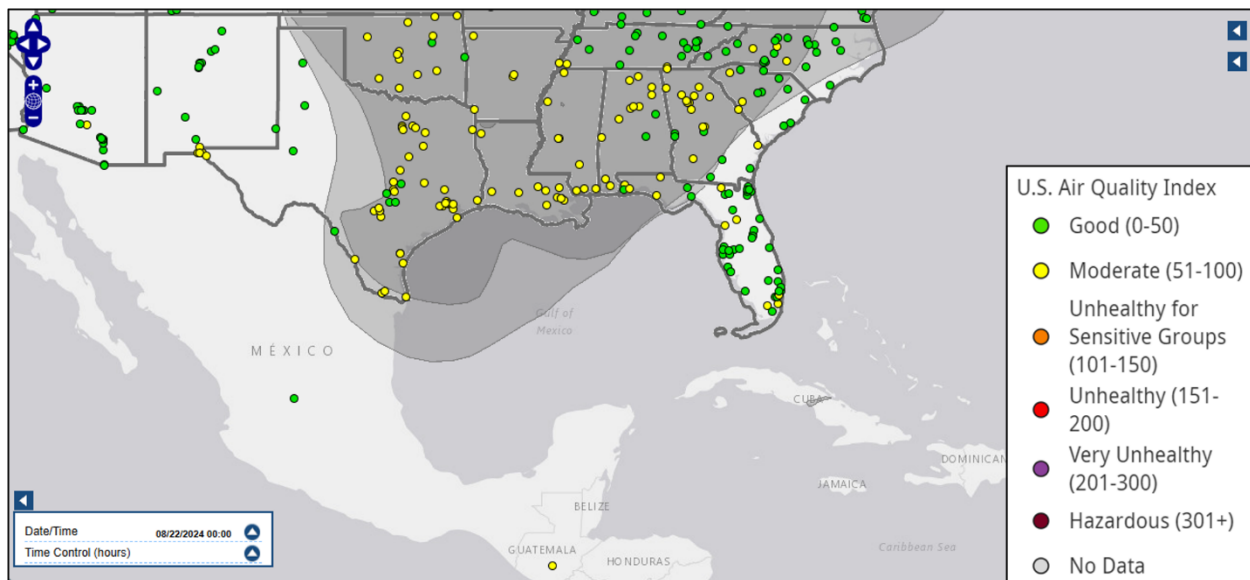 U.S. Air Quality Index
Good (0-50)
Moderate (51-100)
Unhealthy for
Sensitive Groups
(101-150)
Unhealthy (151-
200)
Very Unhealthy
(201-300)
Hazardous (301+)
No Data
Gulf of
Mexico
MÉXICO
CUBA
DOMINICAN
JAMAICA
BELIZE
GUATEMALA
HONDURAS
Caribbean Sea
Date/Time 08/22/2024 00:00
Time Control (hours)